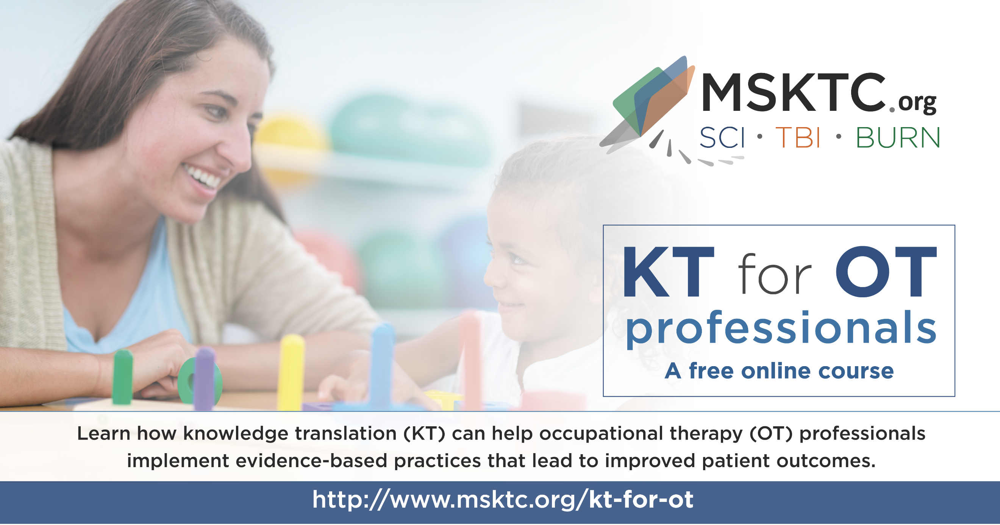 MSKTC.org
SCI • TBI • BURN
KT for OT
professionals
A free online course
Learn how knowledge translation (KT) can help occupational therapy (OT) professionals
implement evidence-based practices that lead to improved patient outcomes.
http://www.msktc.org/kt-for-ot